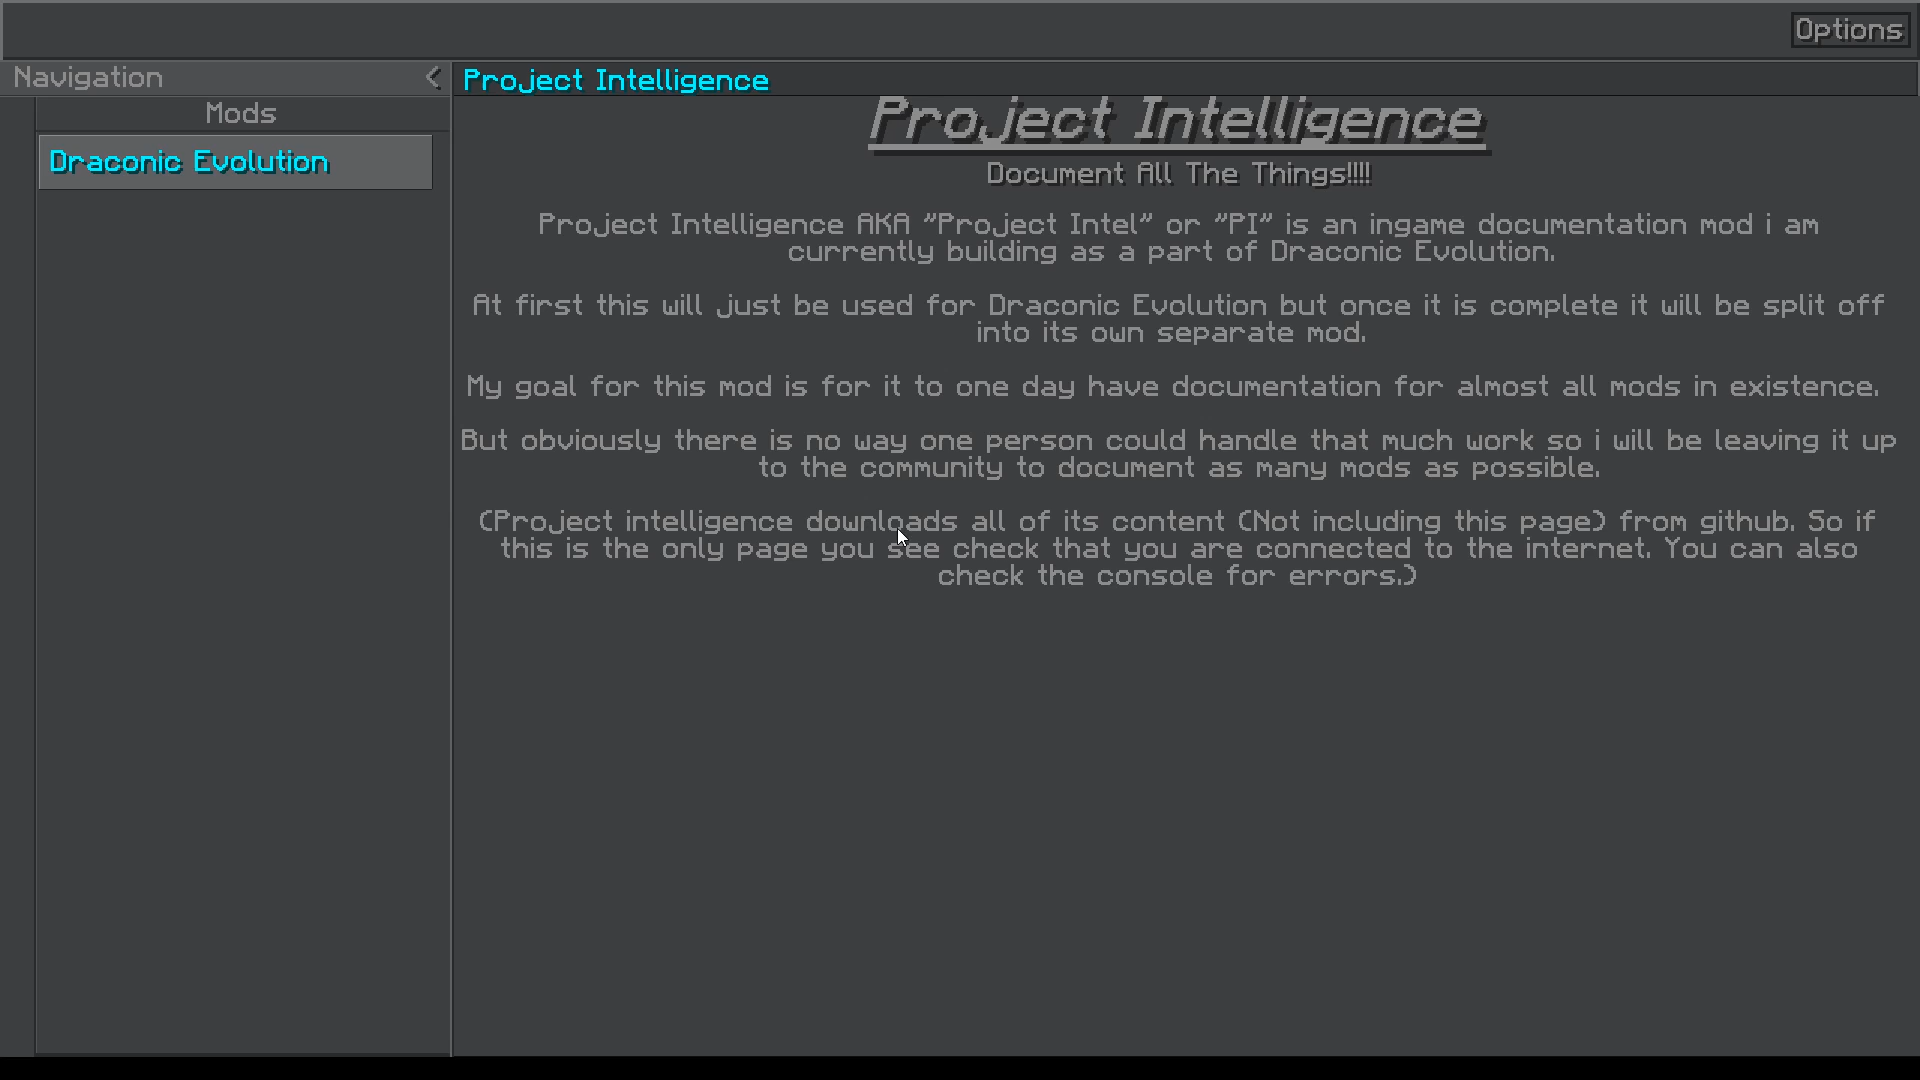 Options
Navigation <
Mods
Draconic Evolution
Project Intelligence
Project Intelligence
Document All The Things!!!!
Project Intelligence AKA "Project Intel" or "PI" is an ingame documentation mod i am
currently building as a part of Draconic Evolution.
At first this will just be used for Draconic Evolution but once it is complete it will be split off
into its own separate mod.
My goal for this mod is for it to one day have documentation for almost all mods in existence.
But obviously there is no way one person could handle that much work so i will be leaving it up
to the community to document as many mods as possible.
(Project intelligence downloads all of its content (Not including this page) from github. So if
this is the only page you see check that you are connected to the internet. You can also
check the console for errors.)